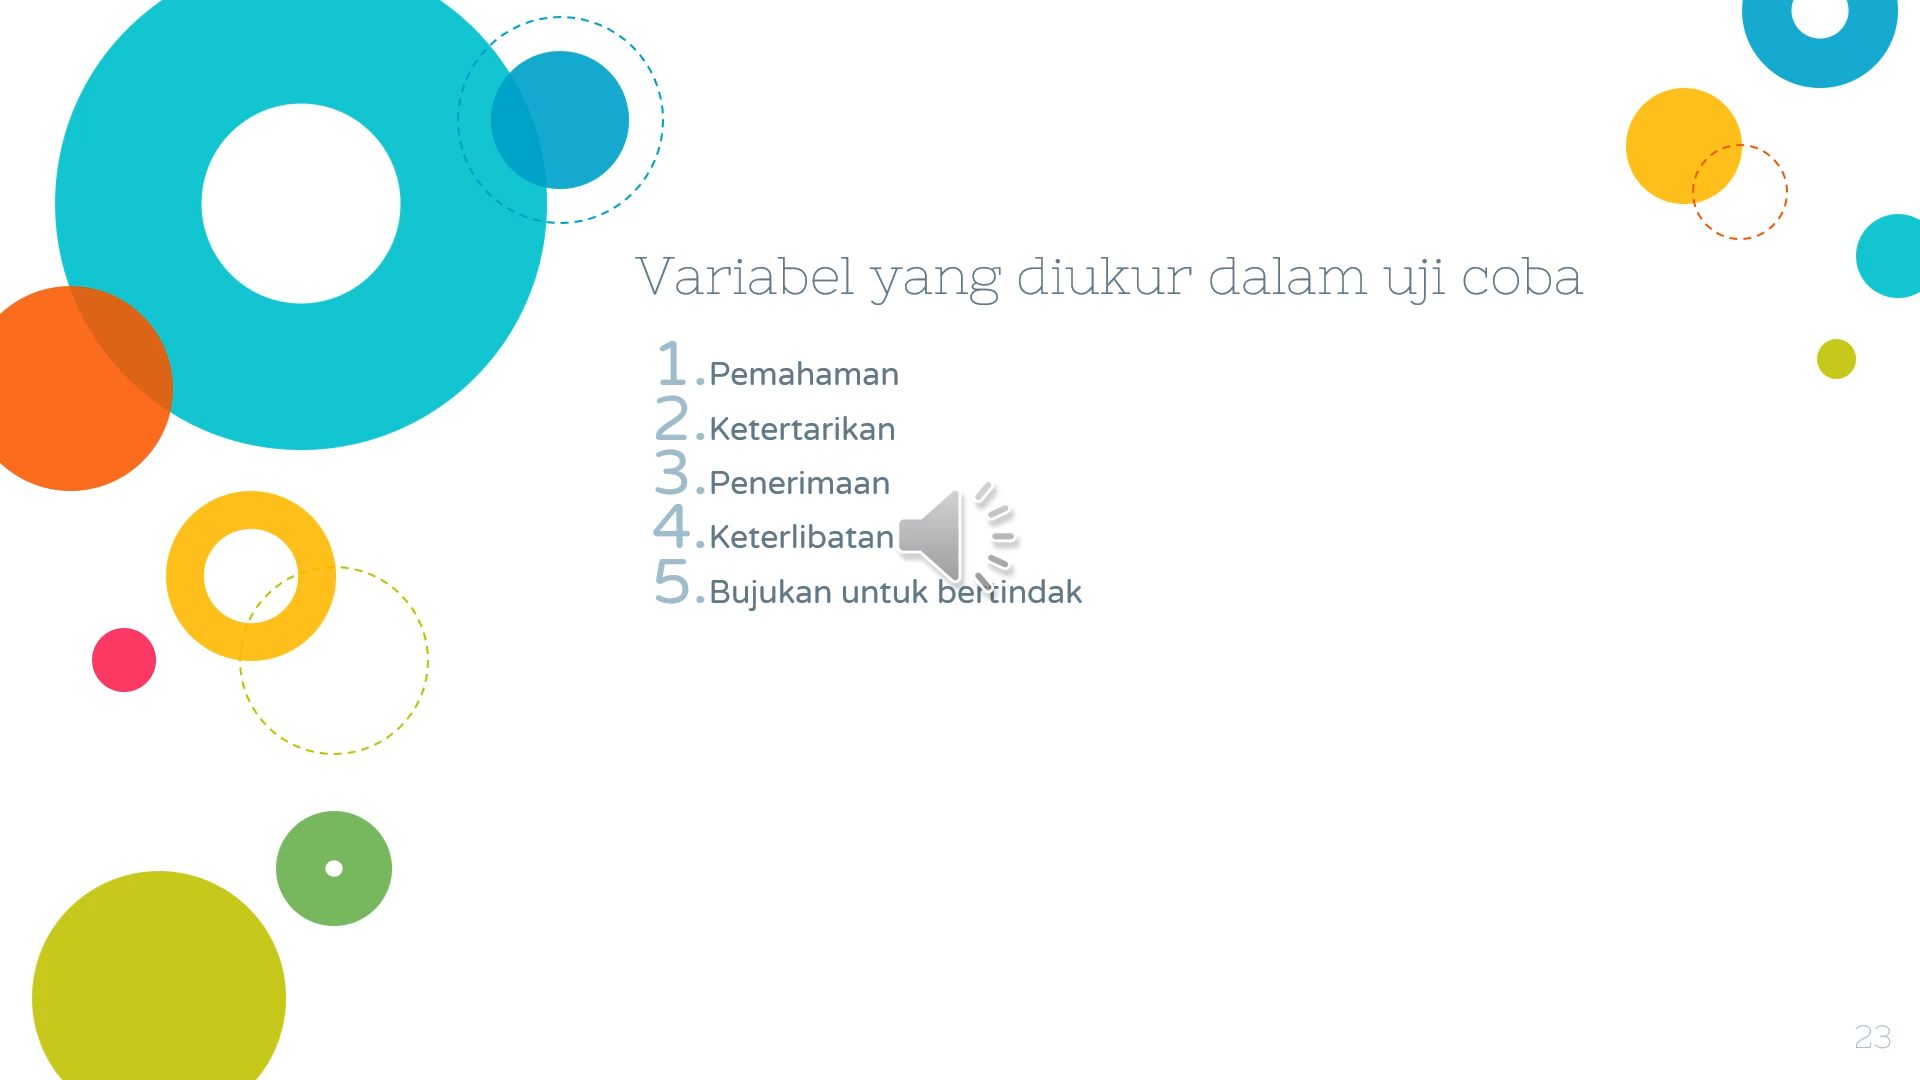 Variabel yang diukur dalam uji coba
1. Pemahaman
2. Ketertarikan
3. Penerimaan
4. Keterlibatan
5. Bujukan untuk bertindak
23